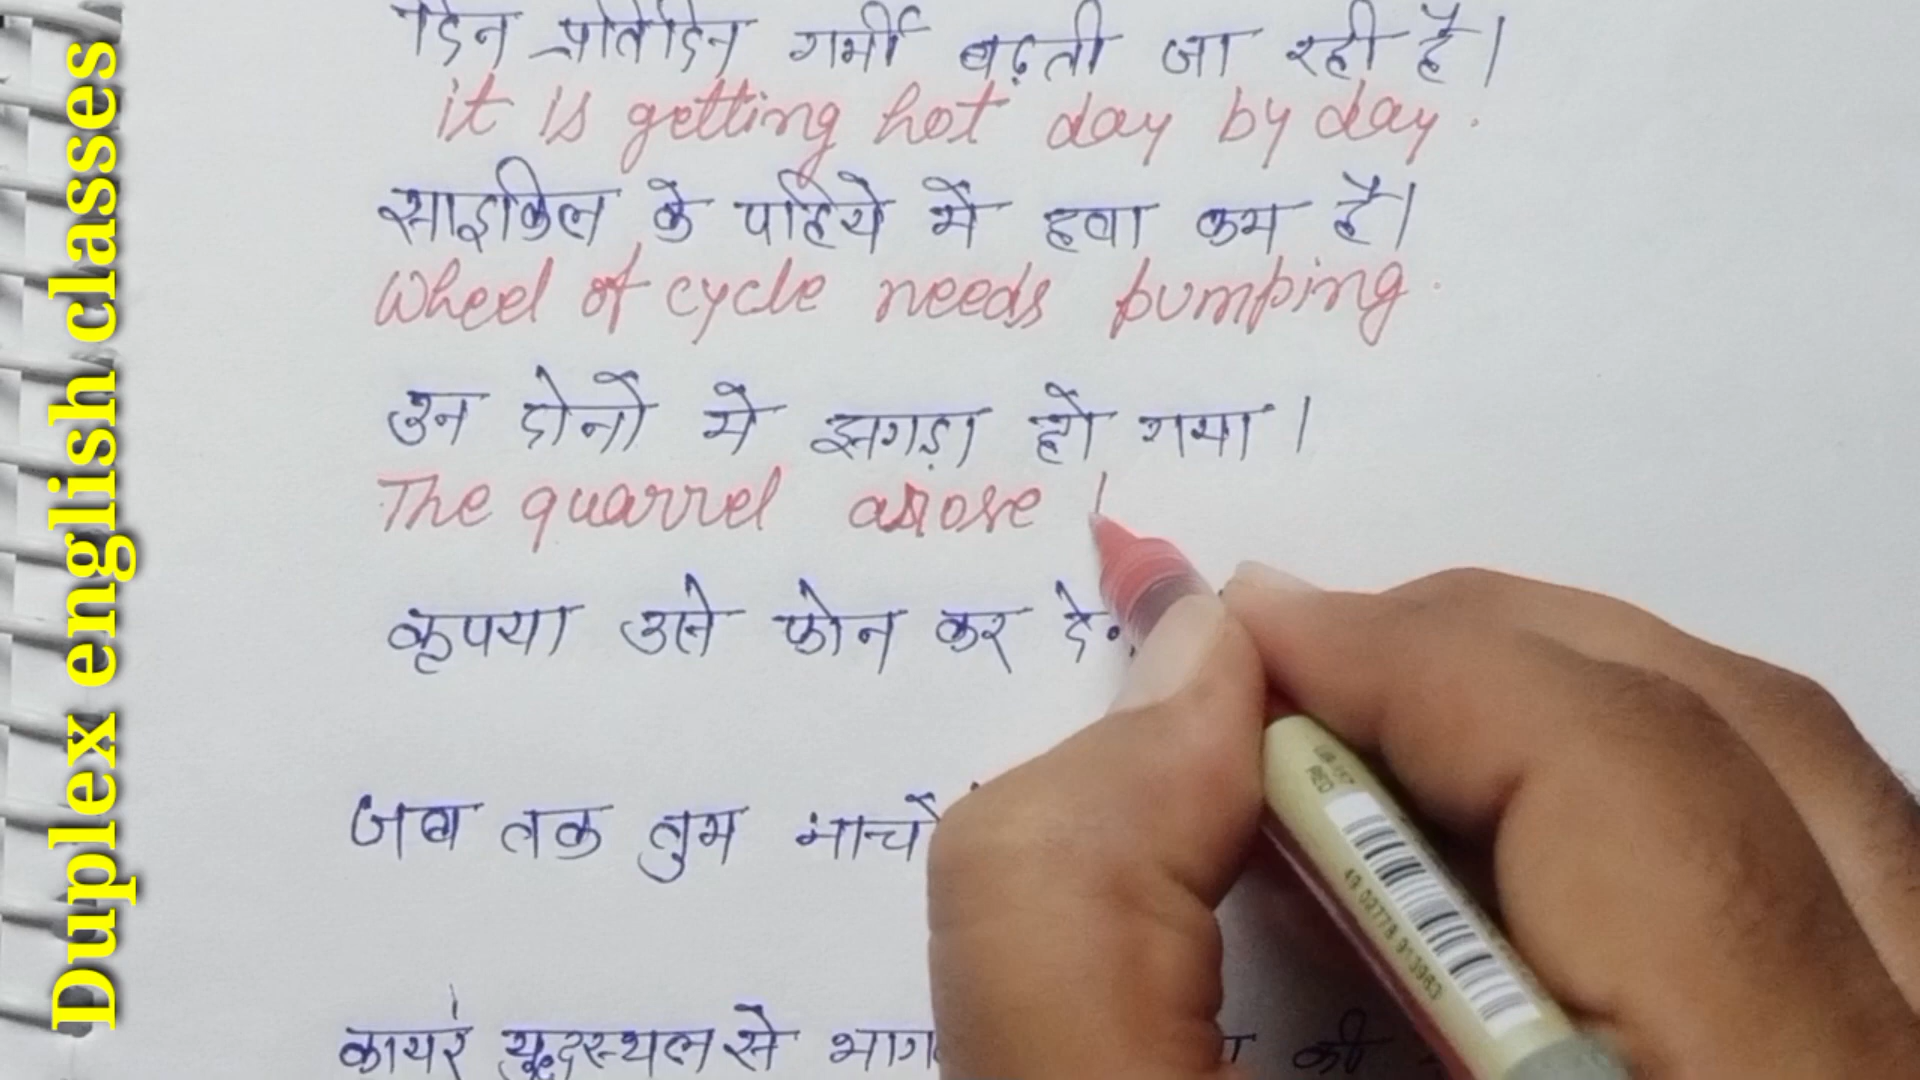 Duplex english classes
दिन प्रतिदिन गर्मी बढ़ती जा रही है।
it is getting hot day by day.
साइकिल के पहिये में हवा कम है।
Wheel of cycle needs pumping.
उन दोनों में झगड़ा हो गया।
The quarrel arose
कृपया उसे फोन कर दे
जब तक तुम
कायर युद्धस्थल से भाग
की
RED